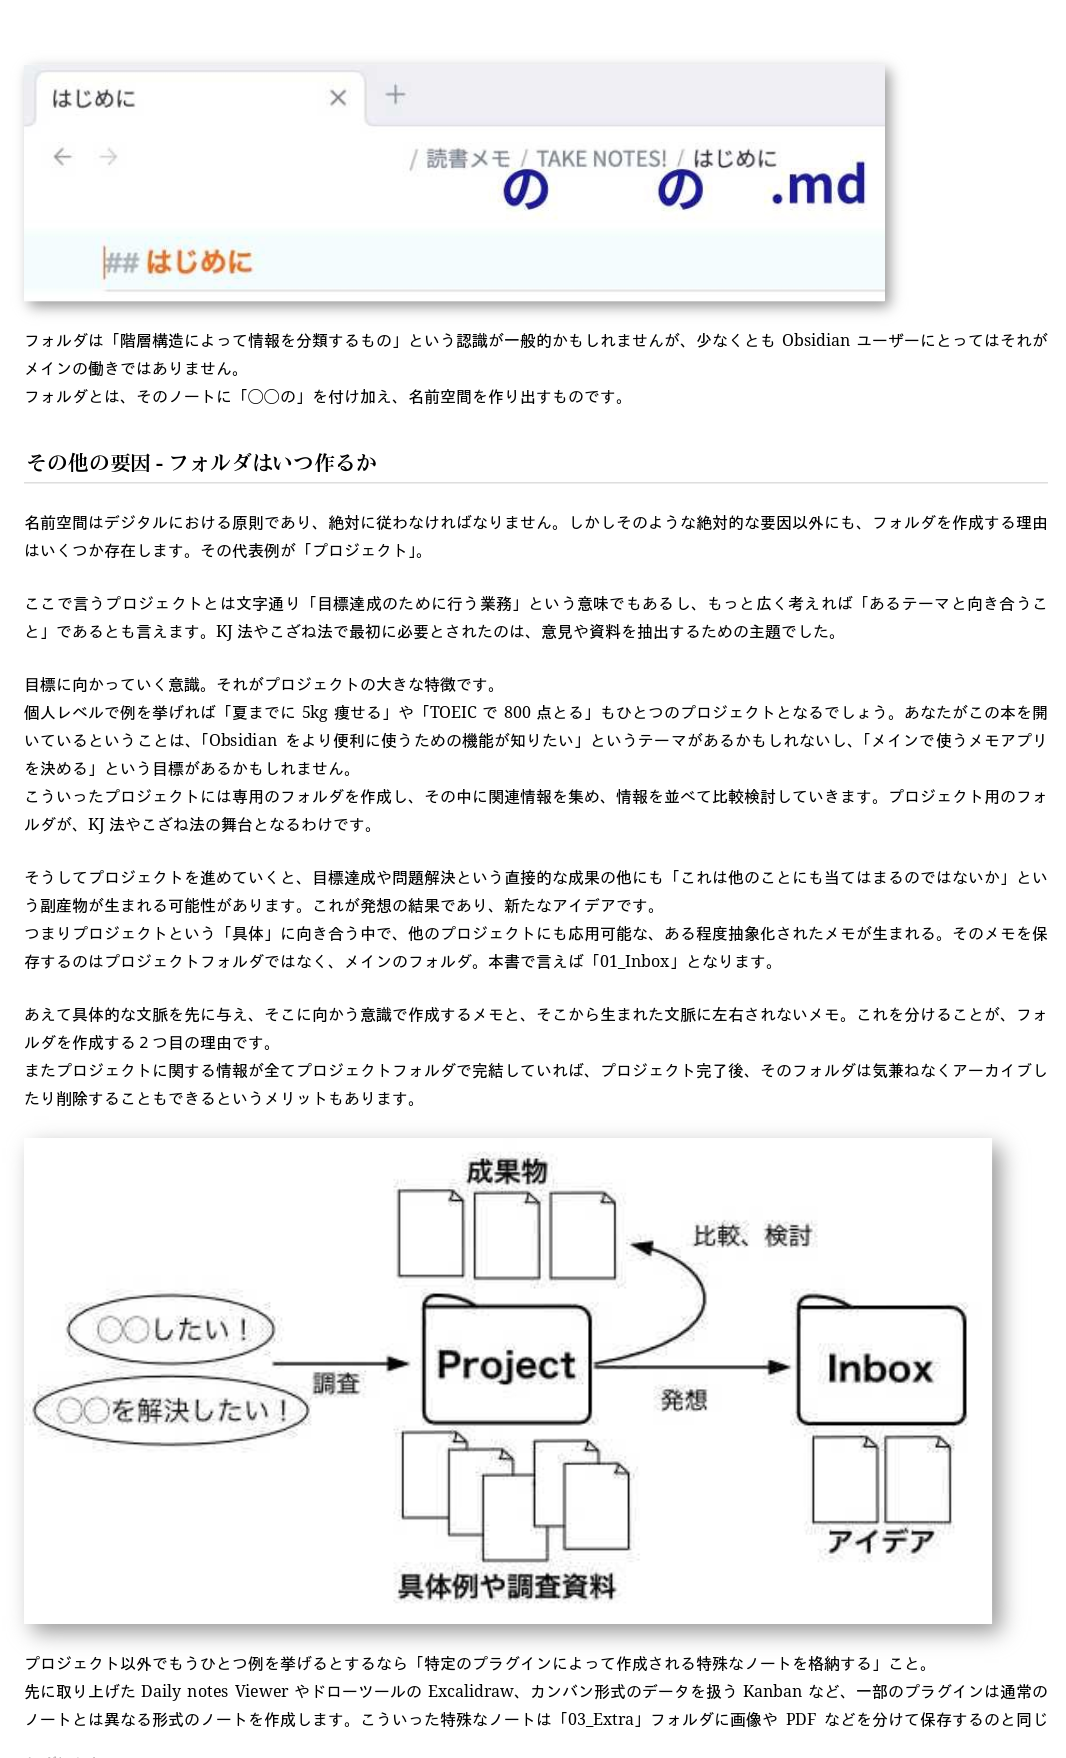 はじめに
/ 読書メモ / TAKE NOTES! / はじめに
の の .md
## はじめに
フォルダは「階層構造によって情報を分類するもの」という認識が一般的かもしれませんが、少なくとも Obsidian ユーザーにとってはそれが
メインの働きではありません。
フォルダとは、そのノートに「◯◯の」を付け加え、名前空間を作り出すものです。
その他の要因 - フォルダはいつ作るか
名前空間はデジタルにおける原則であり、絶対に従わなければなりません。しかしそのような絶対的な要因以外にも、フォルダを作成する理由
はいくつか存在します。その代表例が「プロジェクト」。
ここで言うプロジェクトとは文字通り「目標達成のために行う業務」という意味でもあるし、もっと広く考えれば「あるテーマと向き合うこ
と」であるとも言えます。KJ 法やこざね法で最初に必要とされたのは、意見や資料を抽出するための主題でした。
目標に向かっていく意識。それがプロジェクトの大きな特徴です。
個人レベルで例を挙げれば「夏までに 5kg 痩せる」や「TOEIC で 800 点とる」もひとつのプロジェクトとなるでしょう。あなたがこの本を開
いているということは、「Obsidian をより便利に使うための機能が知りたい」というテーマがあるかもしれないし、「メインで使うメモアプリ
を決める」という目標があるかもしれません。
こういったプロジェクトには専用のフォルダを作成し、その中に関連情報を集め、情報を並べて比較検討していきます。プロジェクト用のフォ
ルダが、KJ 法やこざね法の舞台となるわけです。
そうしてプロジェクトを進めていくと、目標達成や問題解決という直接的な成果の他にも「これは他のことにも当てはまるのではないか」とい
う副産物が生まれる可能性があります。これが発想の結果であり、新たなアイデアです。
つまりプロジェクトという「具体」に向き合う中で、他のプロジェクトにも応用可能な、ある程度抽象化されたメモが生まれる。そのメモを保
存するのはプロジェクトフォルダではなく、メインのフォルダ。本書で言えば「01_Inbox」となります。
あえて具体的な文脈を先に与え、そこに向かう意識で作成するメモと、そこから生まれた文脈に左右されないメモ。これを分けることが、フォ
ルダを作成する２つ目の理由です。
またプロジェクトに関する情報が全てプロジェクトフォルダで完結していれば、プロジェクト完了後、そのフォルダは気兼ねなくアーカイブし
たり削除することもできるというメリットもあります。
成果物
比較、検討
◯◯したい！
調査
Project
Inbox
◯◯を解決したい！
発想
アイデア
具体例や調査資料
プロジェクト以外でもうひとつ例を挙げるとするなら「特定のプラグインによって作成される特殊なノートを格納する」こと。
先に取り上げた Daily notes Viewer やドローツールの Excalidraw、カンバン形式のデータを扱う Kanban など、一部のプラグインは通常の
ノートとは異なる形式のノートを作成します。こういった特殊なノートは「03_Extra」フォルダに画像や PDF などを分けて保存するのと同じ